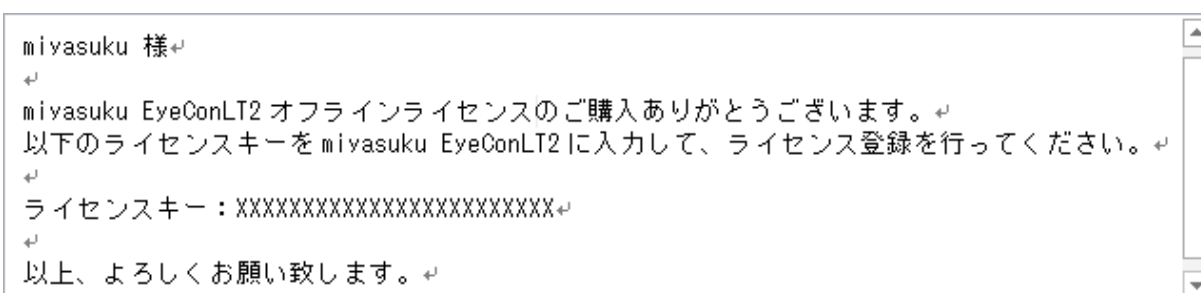 miyasuku 様↵
↵
miyasuku EyeConLT2 オフラインライセンスのご購入ありがとうございます。↵
以下のライセンスキーを miyasuku EyeConLT2 に入力して、ライセンス登録を行ってください。↵
↵
ライセンスキー：XXXXXXXXXXXXXXXXXXXXXXXX↵
↵
以上、よろしくお願い致します。↵